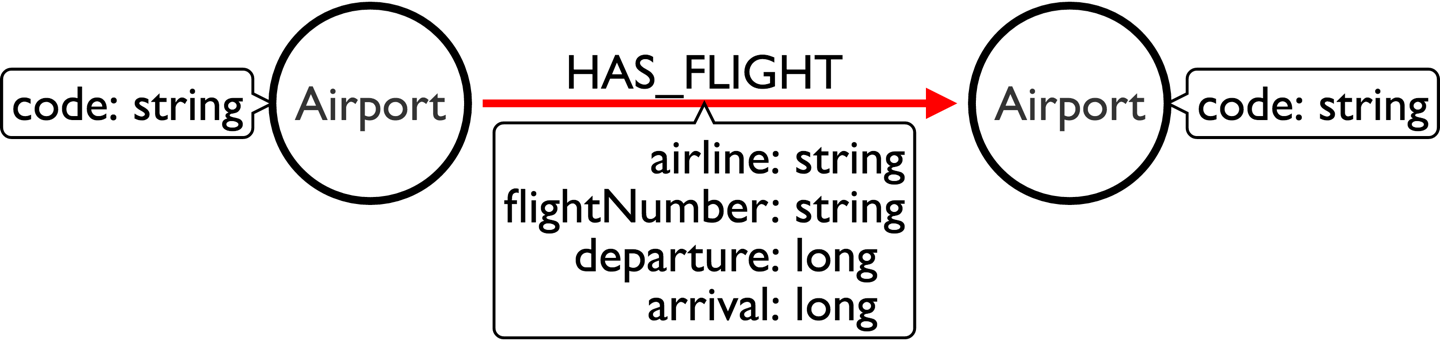 HAS_FLIGHT
code: string
Airport
Airport
code: string
airline: string
flightNumber: string
departure: long
arrival: long